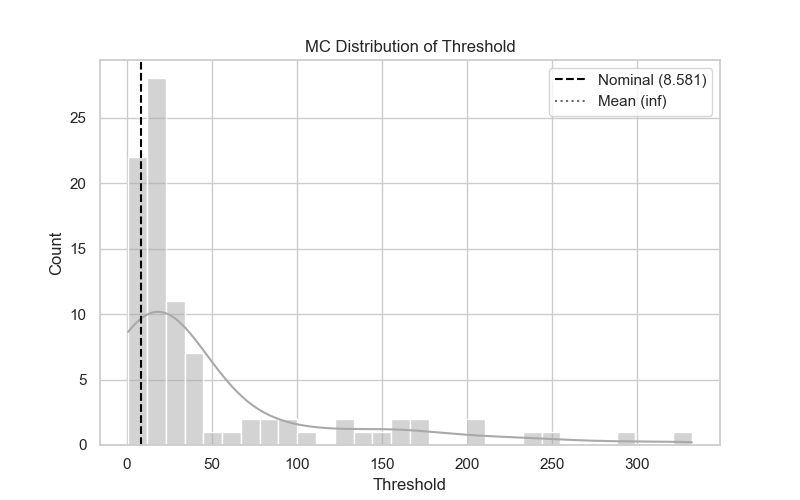 MC Distribution of Threshold
Nominal (8.581)
Mean (inf)
Count
25
20
15
10
5
0
0 50 100 150 200 250 300
Threshold